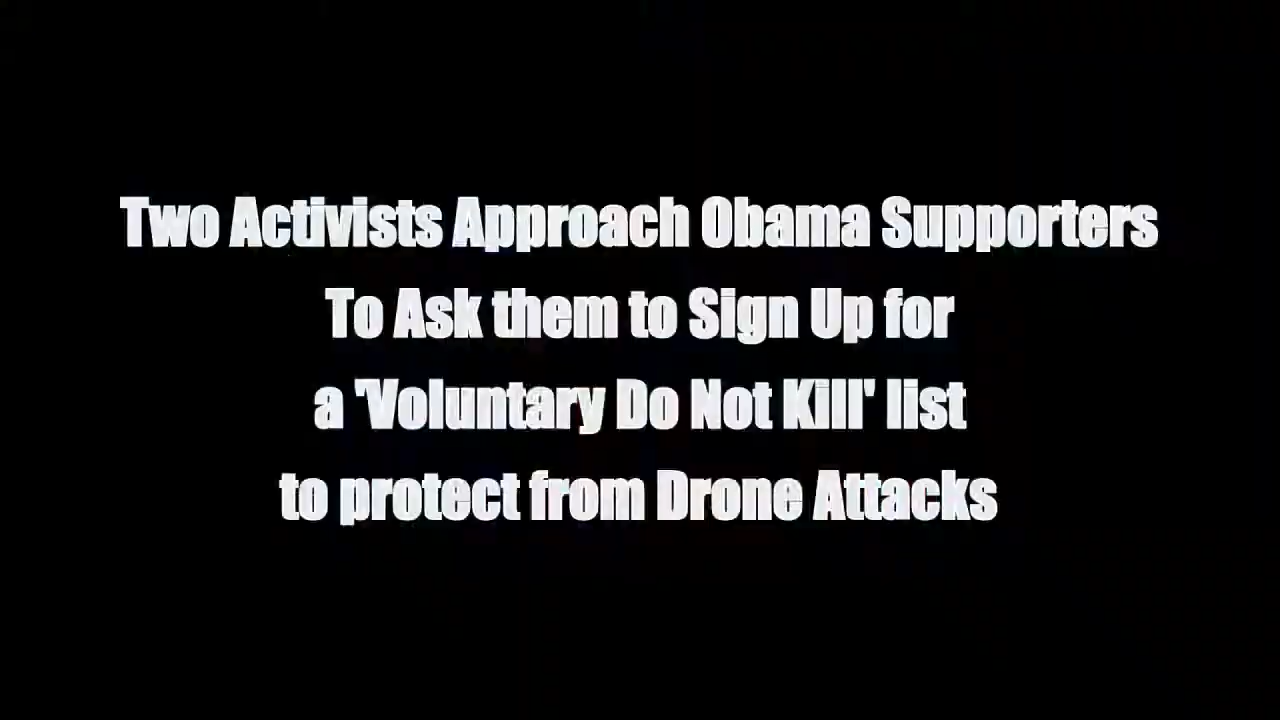 Two Activists Approach Obama Supporters
To Ask them to Sign Up for
a 'Voluntary Do Not Kill' list
to protect from Drone Attacks